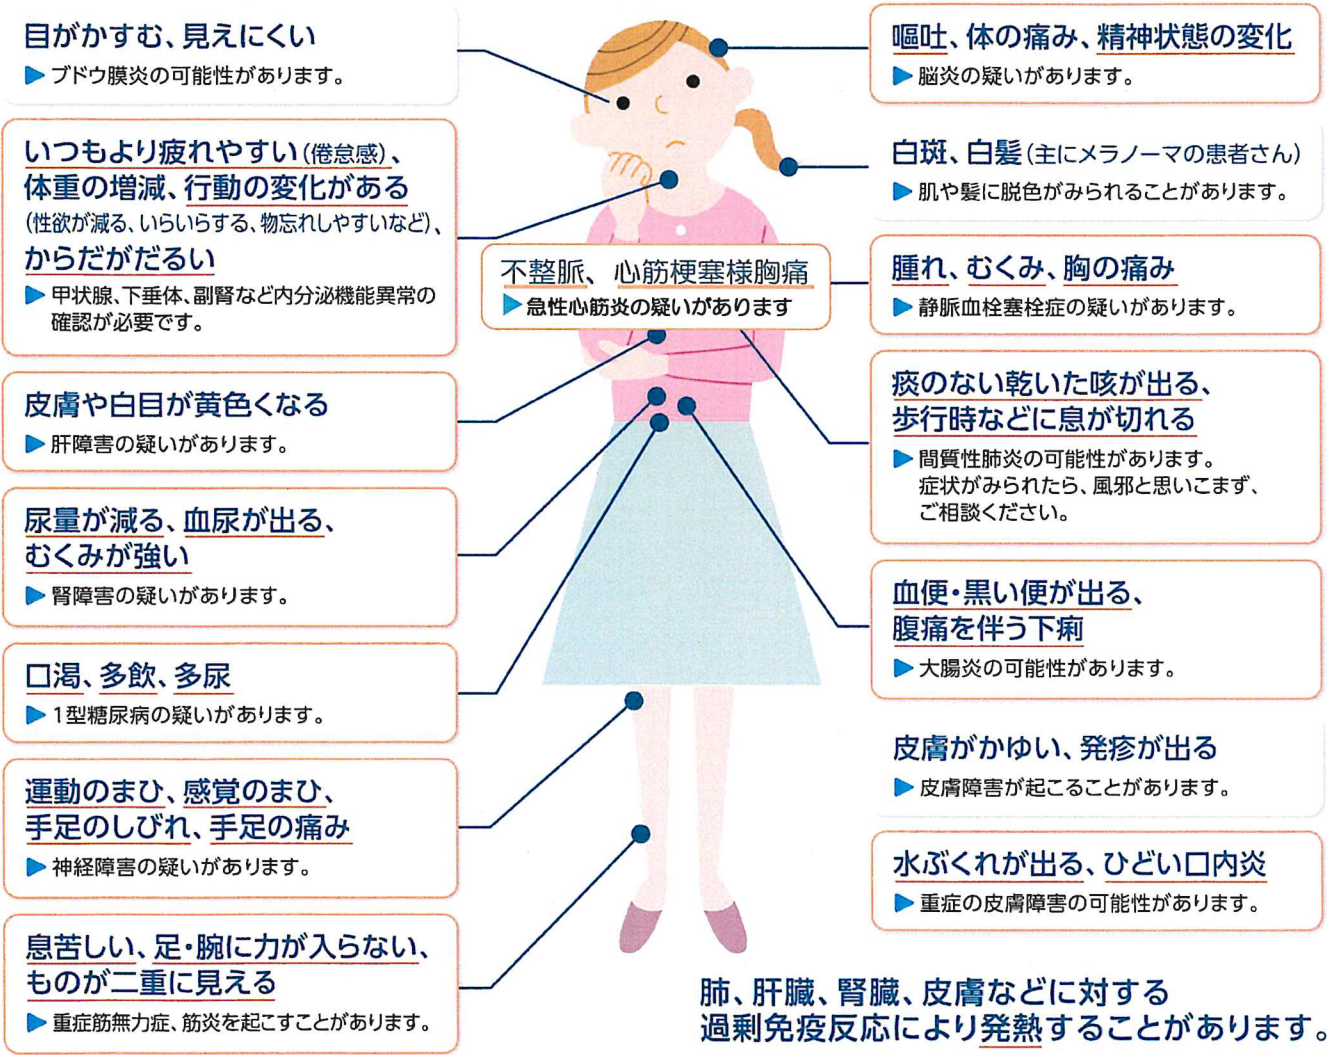 目がかすむ、見えにくい
▶ブドウ膜炎の可能性があります。
いつもより疲れやすい(倦怠感)、
体重の増減、行動の変化がある
(性欲が減る、いらいらする、物忘れしやすいなど)、
からだがだるい
▶甲状腺、下垂体、副腎など内分泌機能異常の
確認が必要です。
皮膚や白目が黄色くなる
▶肝障害の疑いがあります。
尿量が減る、血尿が出る、
むくみが強い
▶腎障害の疑いがあります。
口渇、多飲、多尿
▶1型糖尿病の疑いがあります。
運動のまひ、感覚のまひ、
手足のしびれ、手足の痛み
▶神経障害の疑いがあります。
息苦しい、足・腕に力が入らない、
ものが二重に見える
▶重症筋無力症、筋炎を起こすことがあります。
不整脈、心筋梗塞様胸痛
▶急性心筋炎の疑いがあります
嘔吐、体の痛み、精神状態の変化
▶脳炎の疑いがあります。
白斑、白髪(主にメラノーマの患者さん)
▶肌や髪に脱色がみられることがあります。
腫れ、むくみ、胸の痛み
▶静脈血栓塞栓症の疑いがあります。
痰のない乾いた咳が出る、
歩行時などに息が切れる
▶間質性肺炎の可能性があります。
症状がみられたら、風邪と思いこまず、
ご相談ください。
血便・黒い便が出る、
腹痛を伴う下痢
▶大腸炎の可能性があります。
皮膚がかゆい、発疹が出る
▶皮膚障害が起こることがあります。
水ぶくれが出る、ひどい口内炎
▶重症の皮膚障害の可能性があります。
肺、肝臓、腎臓、皮膚などに対する
過剰免疫反応により発熱することがあります。